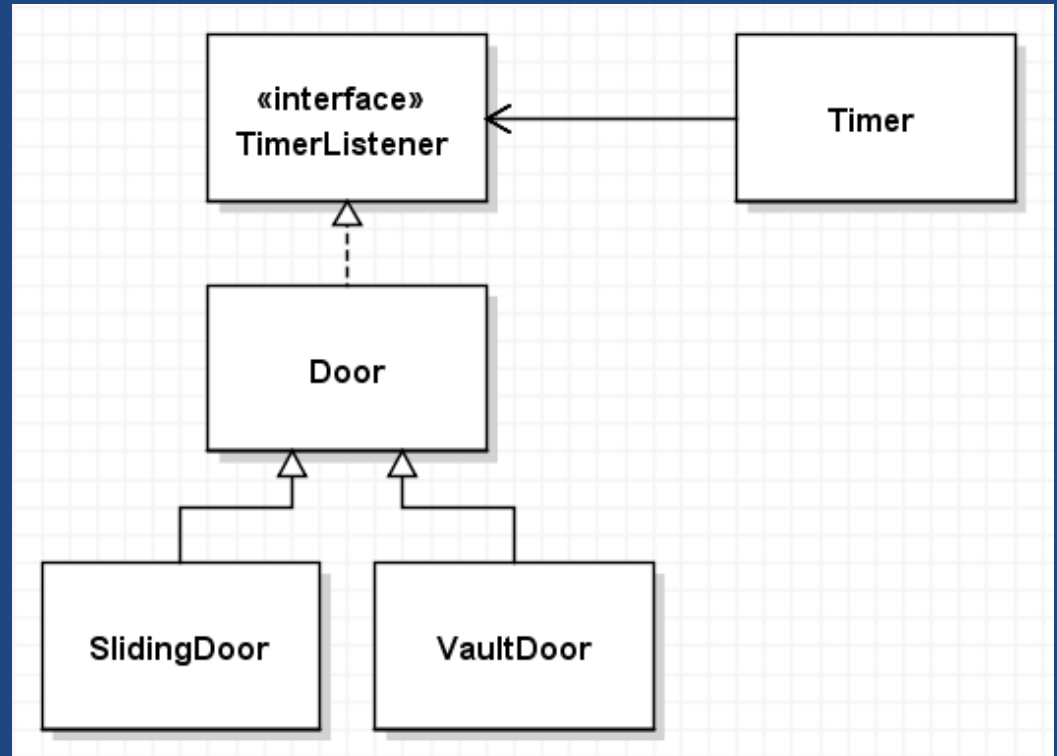 «interface»
TimerListener
Timer
Door
SlidingDoor
VaultDoor